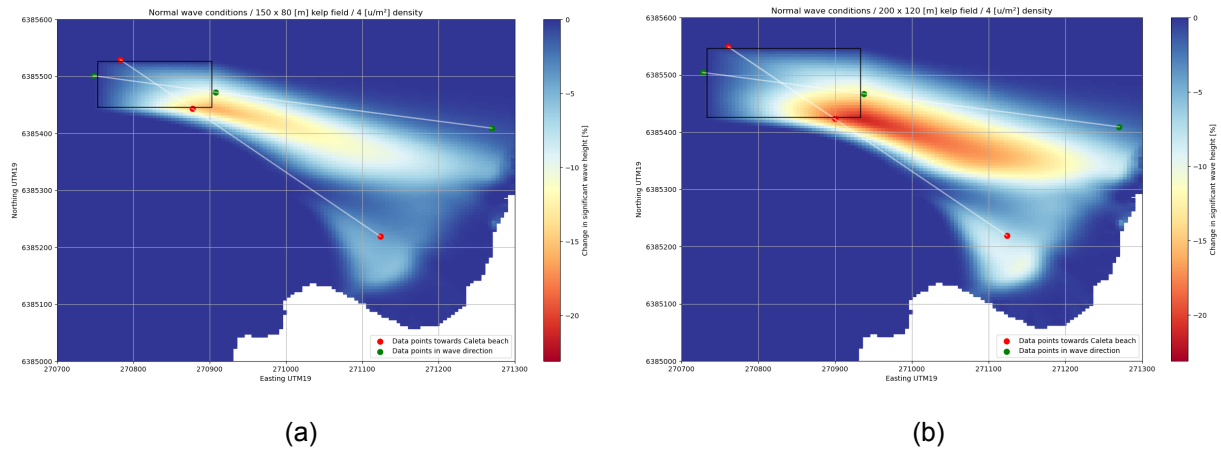 Normal wave conditions / 150 x 80 [m] kelp field / 4 [u/m²] density
6385600
6385500
6385400
6385300
6385200
6385100
6385000
Northing UTM19
270700
270800
270900
271000
271100
271200
271300
Easting UTM19
Data points towards Caleta beach
Data points in wave direction
0
−5
−10
−15
−20
Change in significant wave height [%]
(a)
Normal wave conditions / 200 x 120 [m] kelp field / 4 [u/m²] density
6385600
6385500
6385400
6385300
6385200
6385100
6385000
Northing UTM19
270700
270800
270900
271000
271100
271200
271300
Easting UTM19
Data points towards Caleta beach
Data points in wave direction
0
−5
−10
−15
−20
Change in significant wave height [%]
(b)